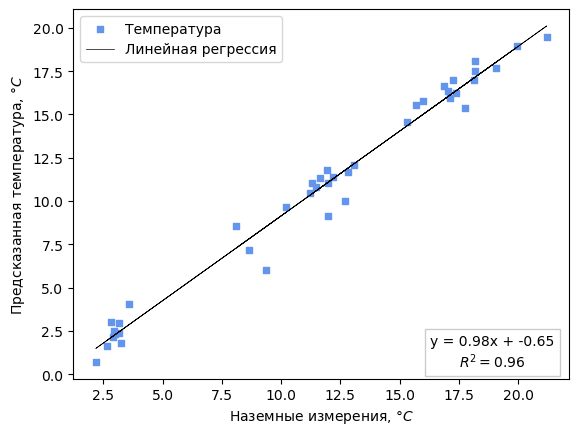 Температура
Линейная регрессия
Предсказанная температура, °C
20.0
17.5
15.0
12.5
10.0
7.5
5.0
2.5
0.0
y = 0.98x + -0.65
R² = 0.96
2.5 5.0 7.5 10.0 12.5 15.0 17.5 20.0
Наземные измерения, °C